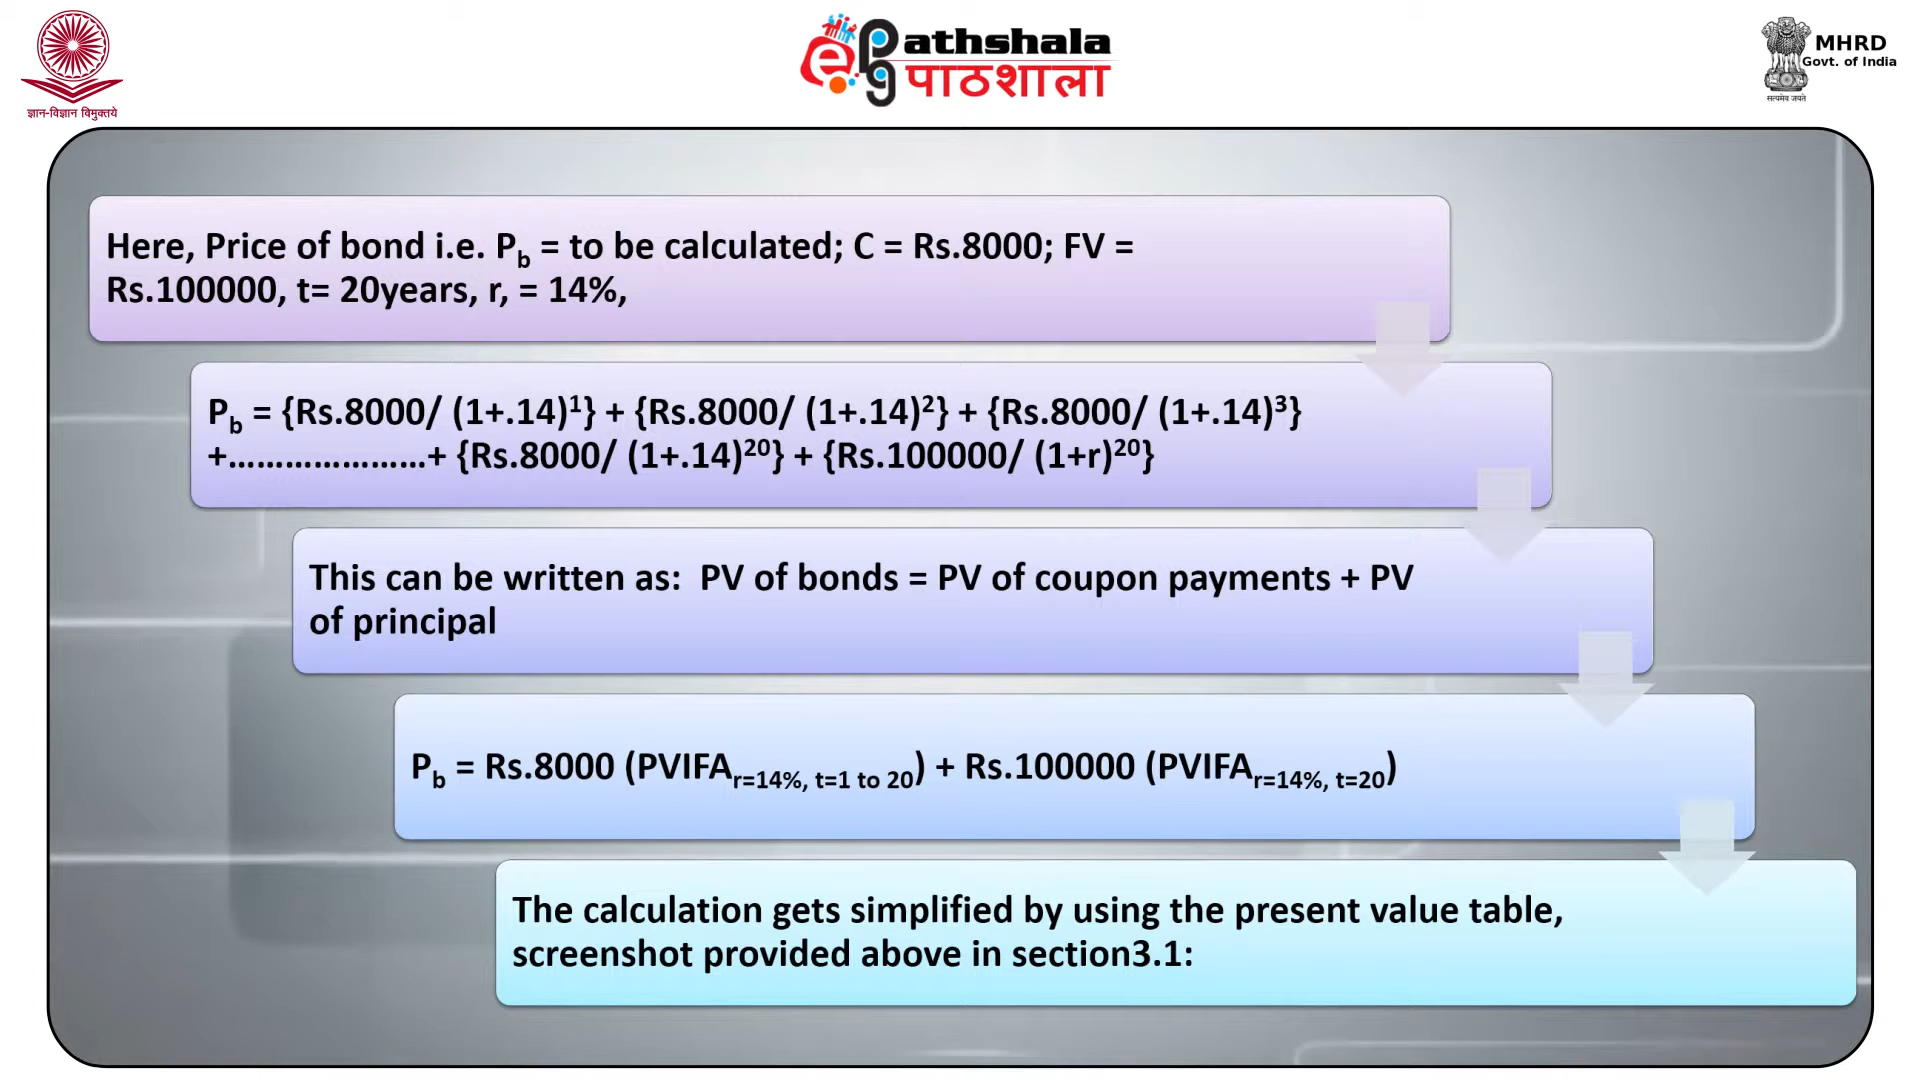 ज्ञान-विज्ञान विमुक्तये
ePG
athshala
पाठशाला
MHRD
Govt. of India
सत्यमेव जयते
Here, Price of bond i.e. Pb = to be calculated; C = Rs.8000; FV =
Rs.100000, t= 20years, r, = 14%,
Pb = {Rs.8000/ (1+.14)¹} + {Rs.8000/ (1+.14)²} + {Rs.8000/ (1+.14)³}
+.....................+ {Rs.8000/ (1+.14)²⁰} + {Rs.100000/ (1+r)²⁰}
This can be written as:  PV of bonds = PV of coupon payments + PV
of principal
Pb = Rs.8000 (PVIFAr=14%, t=1 to 20) + Rs.100000 (PVIFAr=14%, t=20)
The calculation gets simplified by using the present value table,
screenshot provided above in section3.1: